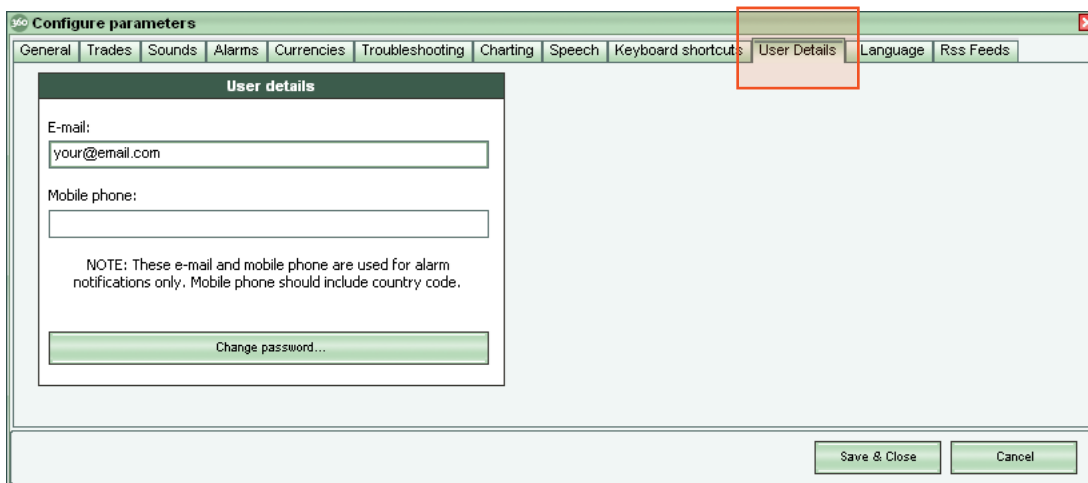 360 Configure parameters
General Trades Sounds Alarms Currencies Troubleshooting Charting Speech Keyboard shortcuts User Details Language Rss Feeds
User details
E-mail:
your@email.com
Mobile phone:
NOTE: These e-mail and mobile phone are used for alarm
notifications only. Mobile phone should include country code.
Change password...
Save & Close Cancel